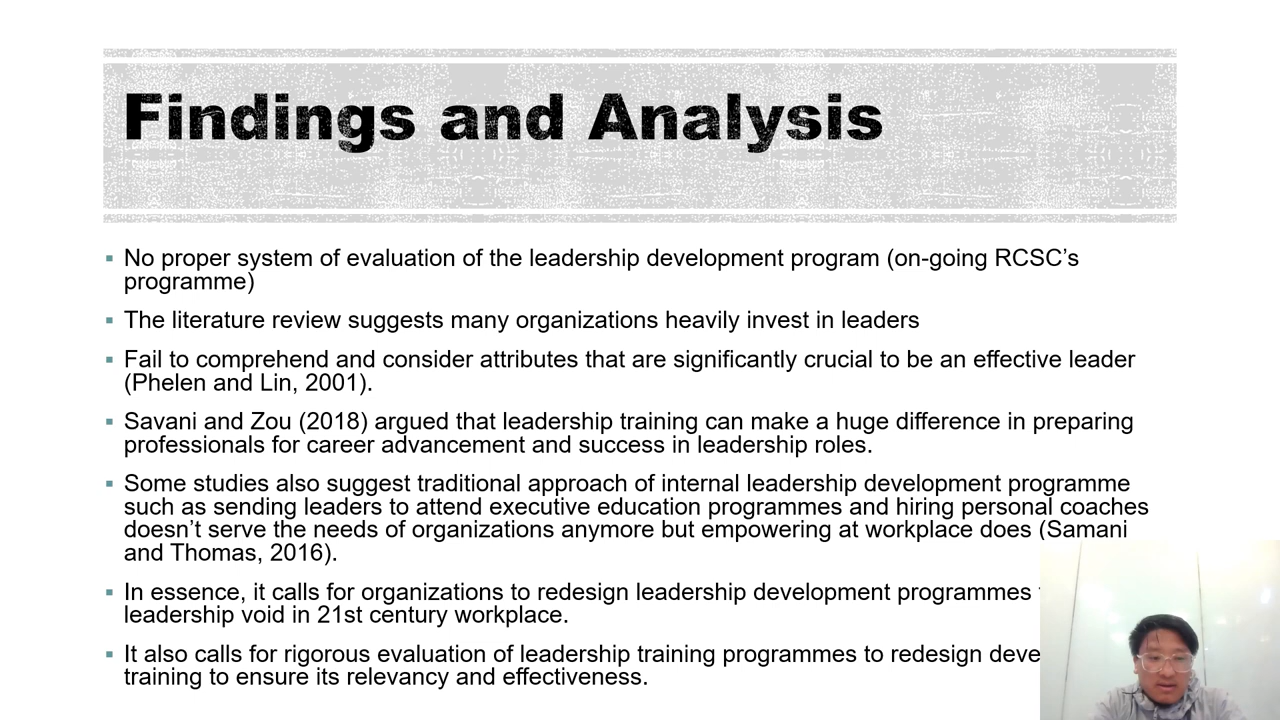 Findings and Analysis
No proper system of evaluation of the leadership development program (on-going RCSC's
programme)
The literature review suggests many organizations heavily invest in leaders
Fail to comprehend and consider attributes that are significantly crucial to be an effective leader
(Phelen and Lin, 2001).
Savani and Zou (2018) argued that leadership training can make a huge difference in preparing
professionals for career advancement and success in leadership roles.
Some studies also suggest traditional approach of internal leadership development programme
such as sending leaders to attend executive education programmes and hiring personal coaches
doesn't serve the needs of organizations anymore but empowering at workplace does (Samani
and Thomas, 2016).
In essence, it calls for organizations to redesign leadership development programmes
leadership void in 21st century workplace.
It also calls for rigorous evaluation of leadership training programmes to redesign
training to ensure its relevancy and effectiveness.